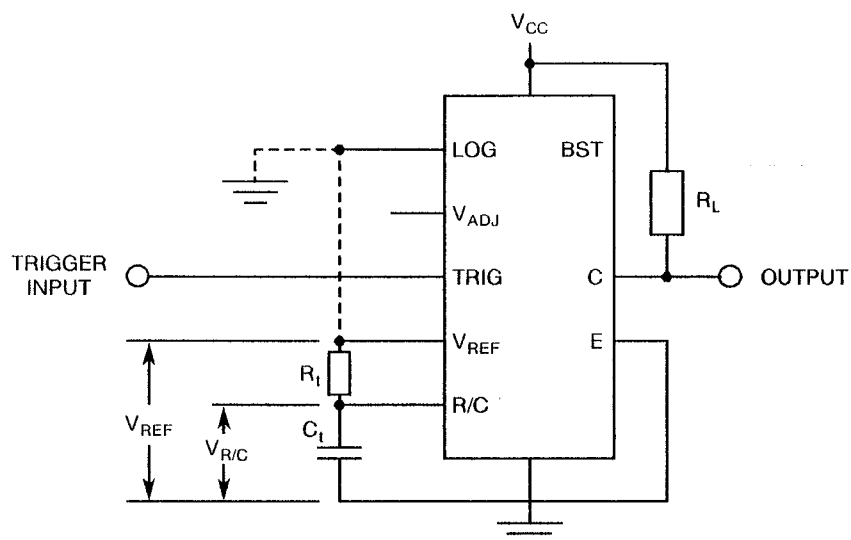 V_CC
LOG BST
V_ADJ
R_L
TRIGGER
INPUT
TRIG C
OUTPUT
V_REF E
R_t
V_REF
R/C
C_t
V_R/C